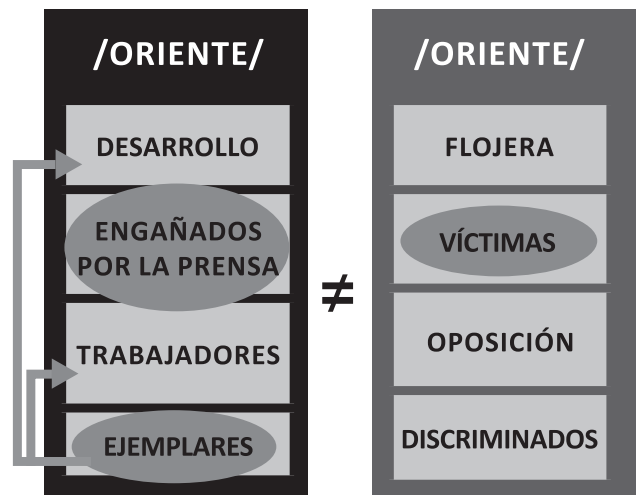 /ORIENTE/
DESARROLLO
ENGAÑADOS
POR LA PRENSA
TRABAJADORES
EJEMPLARES
≠
/ORIENTE/
FLOJERA
VÍCTIMAS
OPOSICIÓN
DISCRIMINADOS